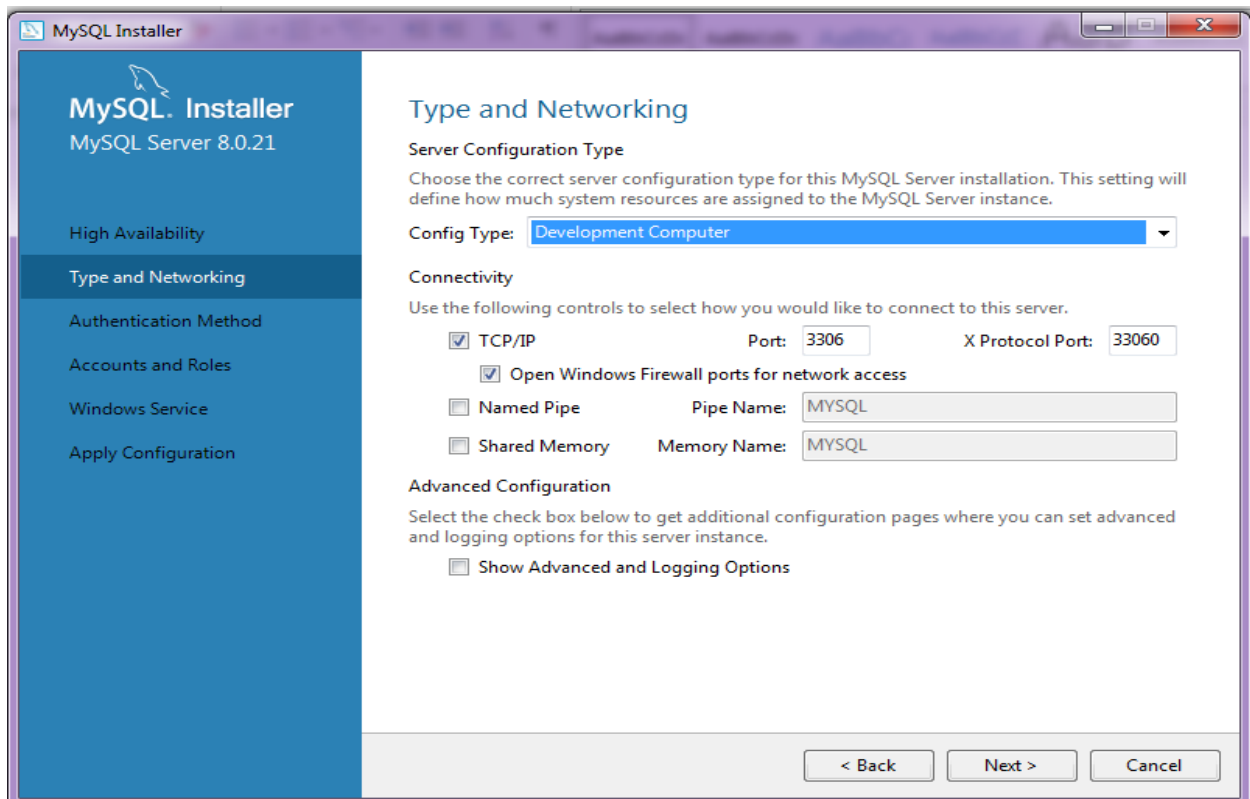 MySQL Installer
MySQL. Installer
MySQL Server 8.0.21
High Availability
Type and Networking
Authentication Method
Accounts and Roles
Windows Service
Apply Configuration
Type and Networking
Server Configuration Type
Choose the correct server configuration type for this MySQL Server installation. This setting will
define how much system resources are assigned to the MySQL Server instance.
Config Type: Development Computer
Connectivity
Use the following controls to select how you would like to connect to this server.
TCP/IP Port: 3306 X Protocol Port: 33060
Open Windows Firewall ports for network access
Named Pipe Pipe Name: MYSQL
Shared Memory Memory Name: MYSQL
Advanced Configuration
Select the check box below to get additional configuration pages where you can set advanced
and logging options for this server instance.
Show Advanced and Logging Options
< Back Next > Cancel